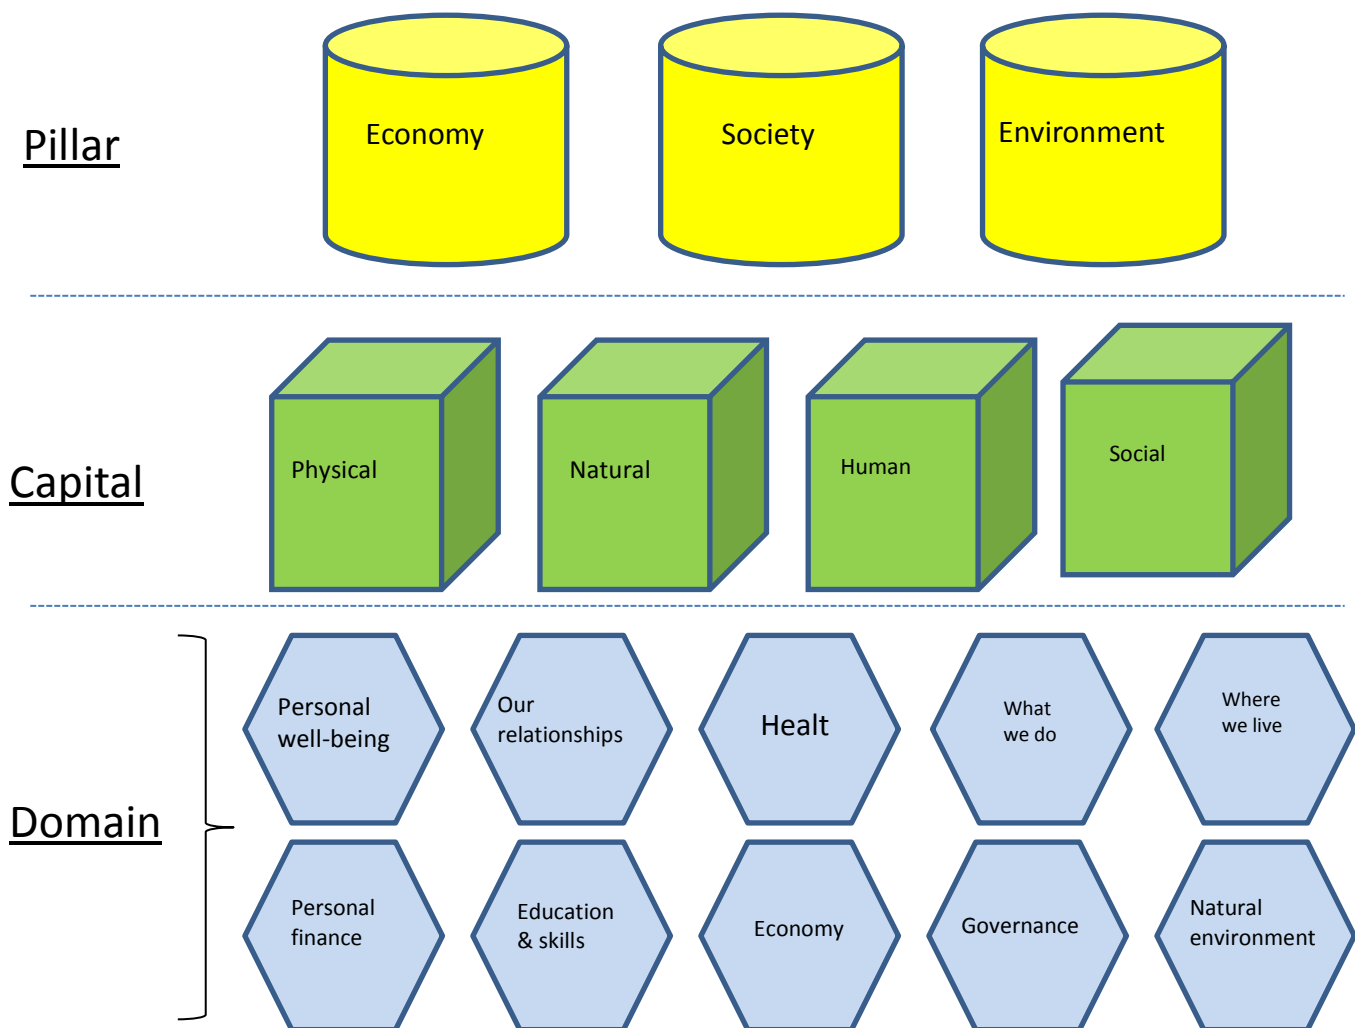 Pillar
Economy
Society
Environment
Capital
Physical
Natural
Human
Social
Domain
Personal
well-being
Our
relationships
Healt
What
we do
Where
we live
Personal
finance
Education
& skills
Economy
Governance
Natural
environment